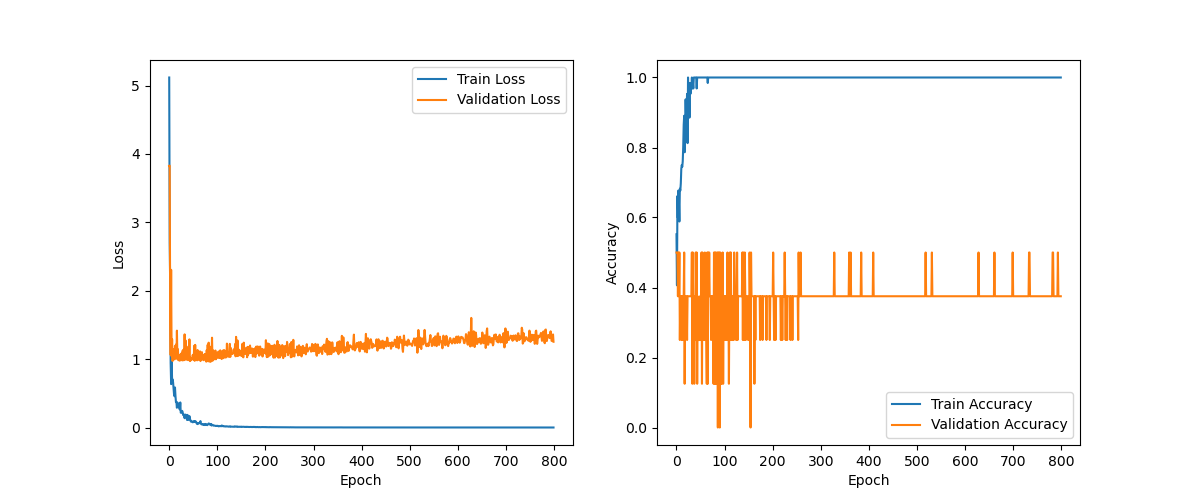 Train Loss
Validation Loss
5
4
3
2
1
0
Loss
0 100 200 300 400 500 600 700 800
Epoch
1.0
0.8
0.6
0.4
0.2
0.0
Accuracy
Train Accuracy
Validation Accuracy
0 100 200 300 400 500 600 700 800
Epoch